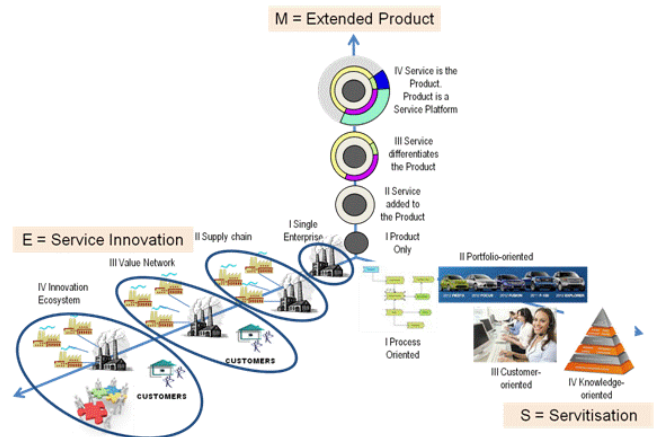 M = Extended Product
IV Service is the
Product.
Product is a
Service Platform
III Service
differentiates
the Product
II Service
added to
the Product
I Product
Only
I Single
Enterprise
II Supply chain
E = Service Innovation
III Value Network
IV Innovation
Ecosystem
CUSTOMERS
CUSTOMERS
II Portfolio-oriented
I Process
Oriented
III Customer-
oriented
IV Knowledge-
oriented
S = Servitisation